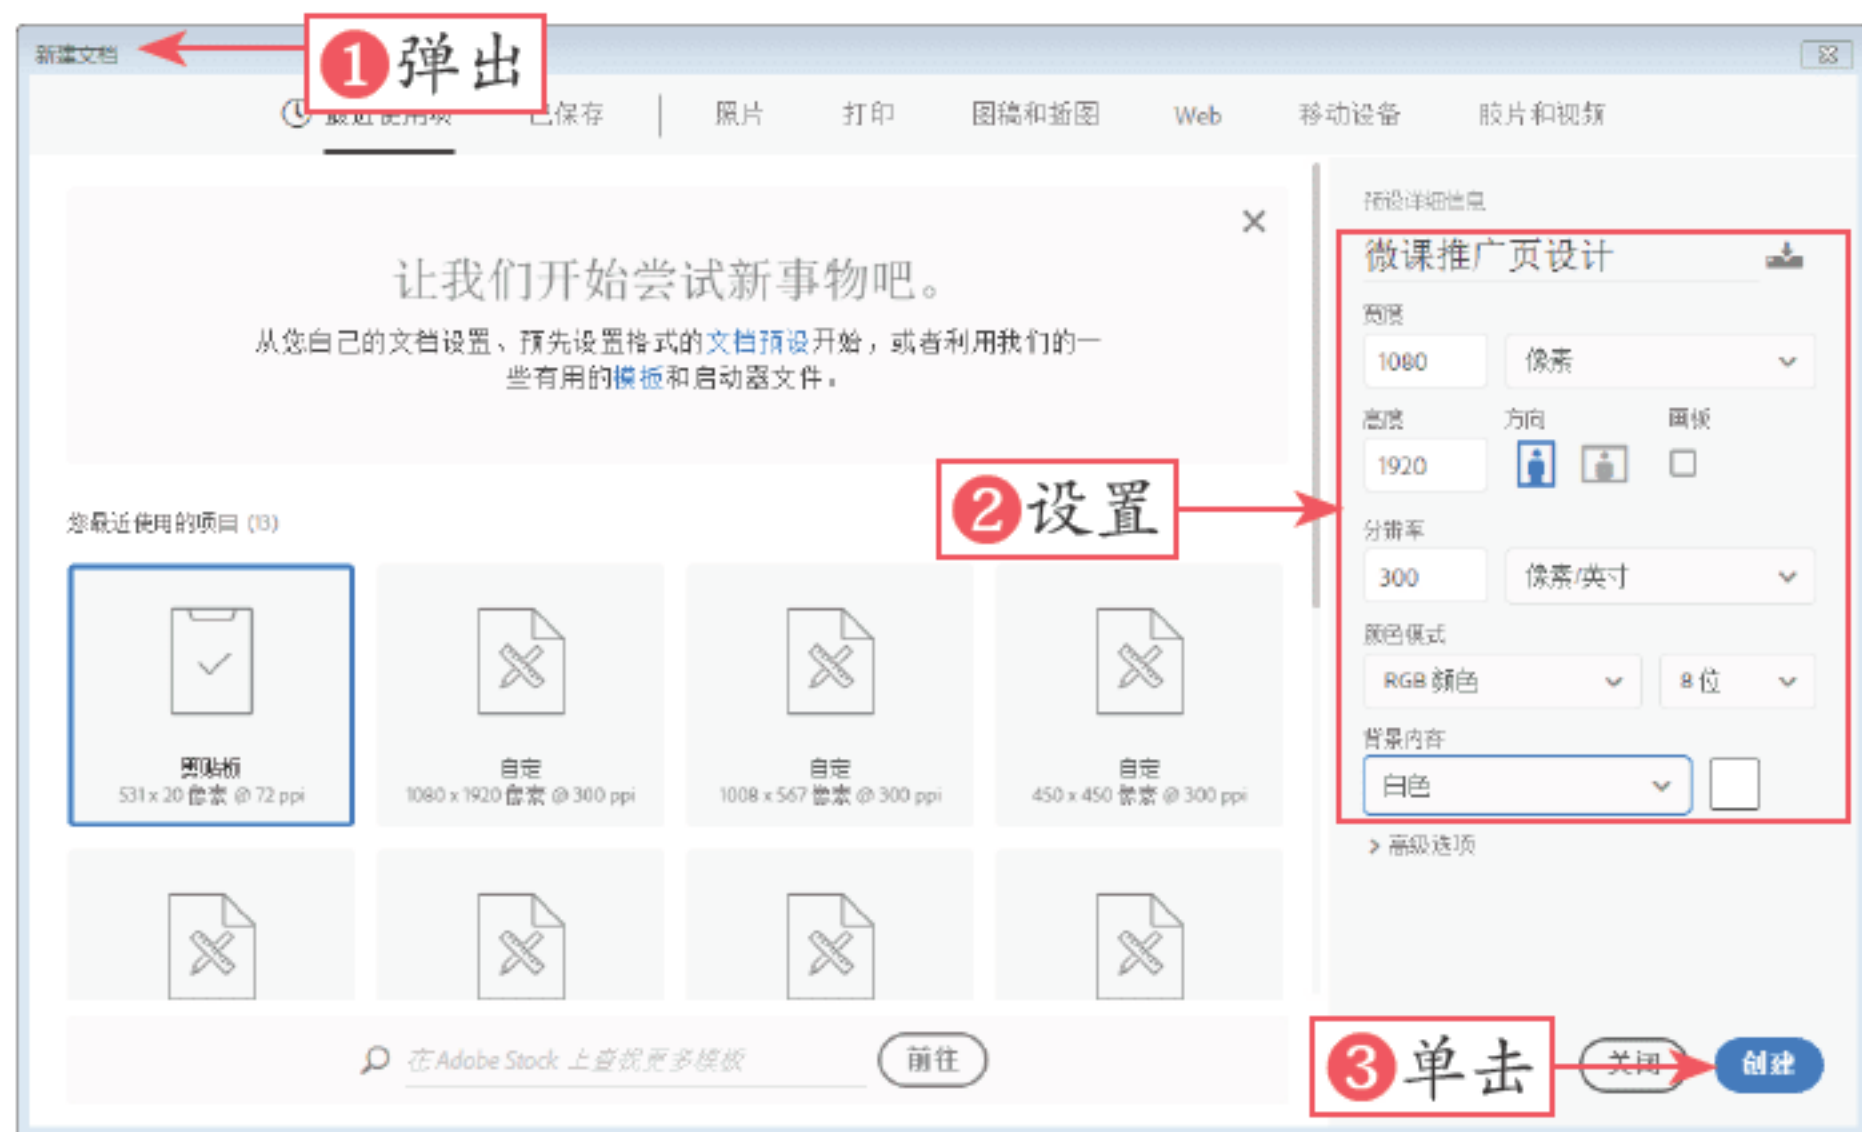 新建文档
1弹出
最近使用项 已保存 照片 打印 图稿和插图 Web 移动设备 胶片和视频
让我们开始尝试新事物吧。
从您自己的文档设置、预先设置格式的文档预设开始，或者利用我们的一
些有用的模板和启动器文件。
您最近使用的项目 (13)
剪贴板
531 x 20 像素 @ 72 ppi
自定
1080 x 1920 像素 @ 300 ppi
自定
1008 x 567 像素 @ 300 ppi
自定
450 x 450 像素 @ 300 ppi
在 Adobe Stock 上查找更多模板
前往
2设置
预设详细信息
微课推广页设计
宽度
1080 像素
高度 方向 画板
1920
分辨率
300 像素/英寸
颜色模式
RGB 颜色 8 位
背景内容
白色
> 高级选项
3单击
关闭 创建